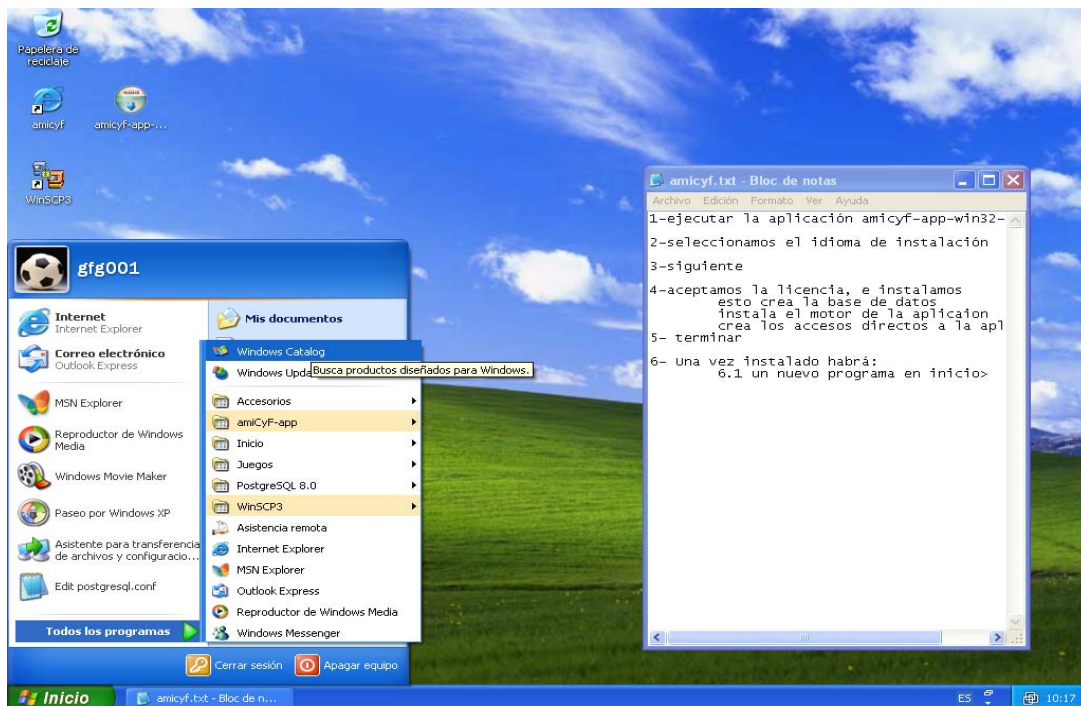 Papelera de
reciclaje
amicyf
amicyf-app-...
WinSCP3
gfg001
Internet
Internet Explorer
Correo electrónico
Outlook Express
MSN Explorer
Reproductor de Windows
Media
Windows Movie Maker
Paseo por Windows XP
Asistente para transferencia
de archivos y configuracio...
Edit postgresql.conf
Todos los programas
Mis documentos
Windows Catalog
Windows Upda
Busca productos diseñados para Windows.
Accesorios
amiCyF-app
Inicio
Juegos
PostgreSQL 8.0
WinSCP3
Asistencia remota
Internet Explorer
MSN Explorer
Outlook Express
Reproductor de Windows Media
Windows Messenger
Cerrar sesión
Apagar equipo
amicyf.txt - Bloc de notas
Archivo Edición Formato Ver Ayuda
1-ejecutar la aplicación amicyf-app-win32-
2-seleccionamos el idioma de instalación
3-siguiente
4-aceptamos la licencia, e instalamos
esto crea la base de datos
instala el motor de la aplicaion
crea los accesos directos a la apl
5- terminar
6- Una vez instalado habrá:
6.1 un nuevo programa en inicio>
Inicio
amicyf.txt - Bloc de n...
ES
10:17